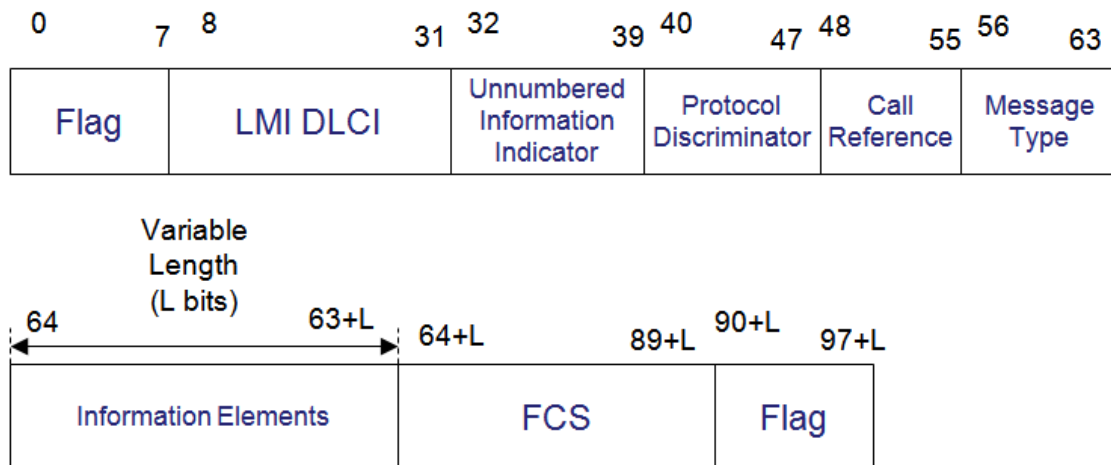 0 7 8 31 32 39 40 47 48 55 56 63
Flag
LMI DLCI
Unnumbered
Information
Indicator
Protocol
Discriminator
Call
Reference
Message
Type
Variable
Length
(L bits)
64 63+L 64+L 89+L 90+L 97+L
Information Elements
FCS
Flag